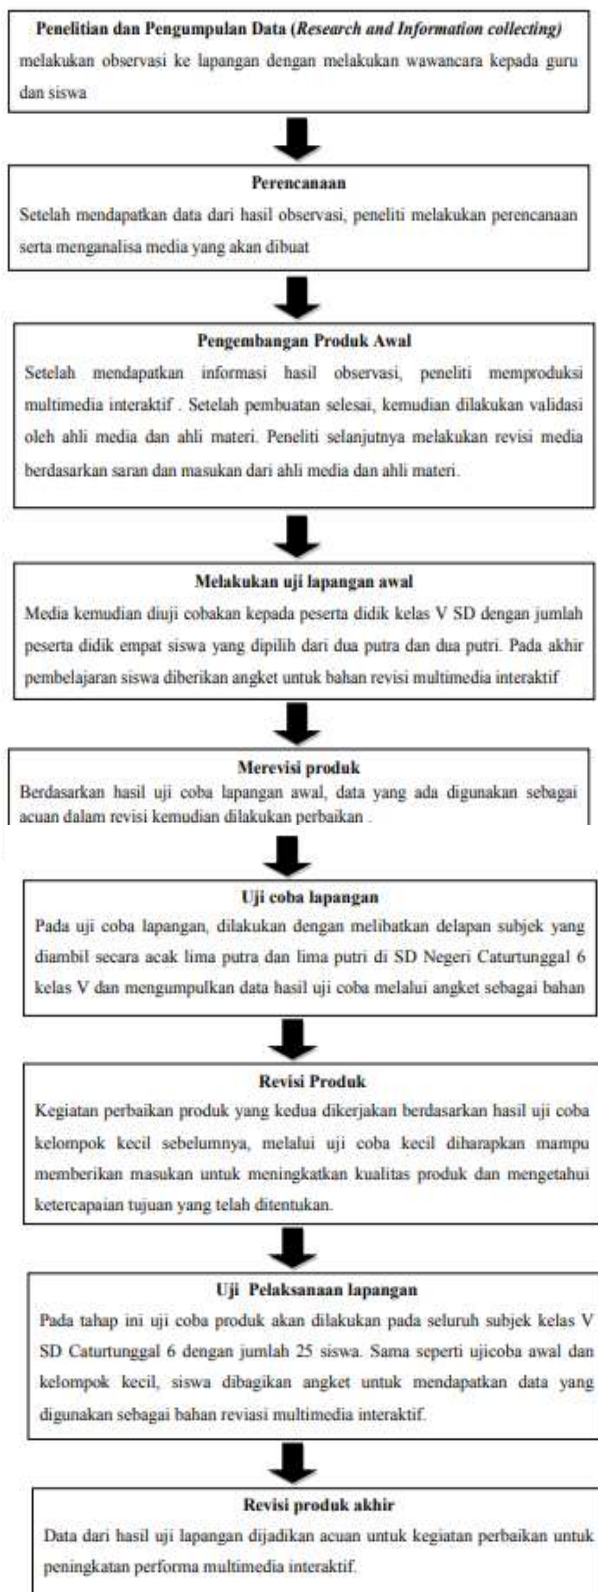 Penelitian dan Pengumpulan Data (Research and Information collecting)
melakukan observasi ke lapangan dengan melakukan wawancara kepada guru
dan siswa
Perencanaan
Setelah mendapatkan data dari hasil observasi, peneliti melakukan perencanaan
serta menganalisa media yang akan dibuat
Pengembangan Produk Awal
Setelah mendapatkan informasi hasil observasi, peneliti memproduksi
multimedia interaktif . Setelah pembuatan selesai, kemudian dilakukan validasi
oleh ahli media dan ahli materi. Peneliti selanjutnya melakukan revisi media
berdasarkan saran dan masukan dari ahli media dan ahli materi.
Melakukan uji lapangan awal
Media kemudian diuji cobakan kepada peserta didik kelas V SD dengan jumlah
peserta didik empat siswa yang dipilih dari dua putra dan dua putri. Pada akhir
pembelajaran siswa diberikan angket untuk bahan revisi multimedia interaktif
Merevisi produk
Berdasarkan hasil uji coba lapangan awal, data yang ada digunakan sebagai
acuan dalam revisi kemudian dilakukan perbaikan .
Uji coba lapangan
Pada uji coba lapangan, dilakukan dengan melibatkan delapan subjek yang
diambil secara acak lima putra dan lima putri di SD Negeri Caturtunggal 6
kelas V dan mengumpulkan data hasil uji coba melalui angket sebagai bahan
Revisi Produk
Kegiatan perbaikan produk yang kedua dikerjakan berdasarkan hasil uji coba
kelompok kecil sebelumnya, melalui uji coba kecil diharapkan mampu
memberikan masukan untuk meningkatkan kualitas produk dan mengetahui
ketercapaian tujuan yang telah ditentukan.
Uji Pelaksanaan lapangan
Pada tahap ini uji coba produk akan dilakukan pada seluruh subjek kelas V
SD Caturtunggal 6 dengan jumlah 25 siswa. Sama seperti ujicoba awal dan
kelompok kecil, siswa dibagikan angket untuk mendapatkan data yang
digunakan sebagai bahan reviasi multimedia interaktif.
Revisi produk akhir
Data dari hasil uji lapangan dijadikan acuan untuk kegiatan perbaikan untuk
peningkatan performa multimedia interaktif.